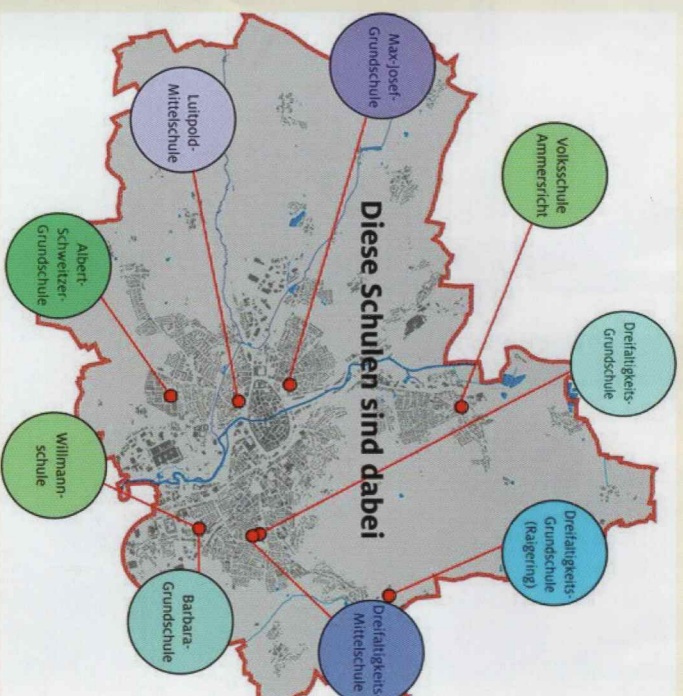 Diese Schulen sind dabei
Volksschule
Ammersricht
Dreifaltigkeits-
Grundschule
Dreifaltigkeits-
Grundschule
(Raigering)
Max-Josef-
Grundschule
Luitpold-
Mittelschule
Albert-
Schweitzer-
Grundschule
Willmann-
schule
Barbara-
Grundschule
Dreifaltigkeits-
Mittelschule